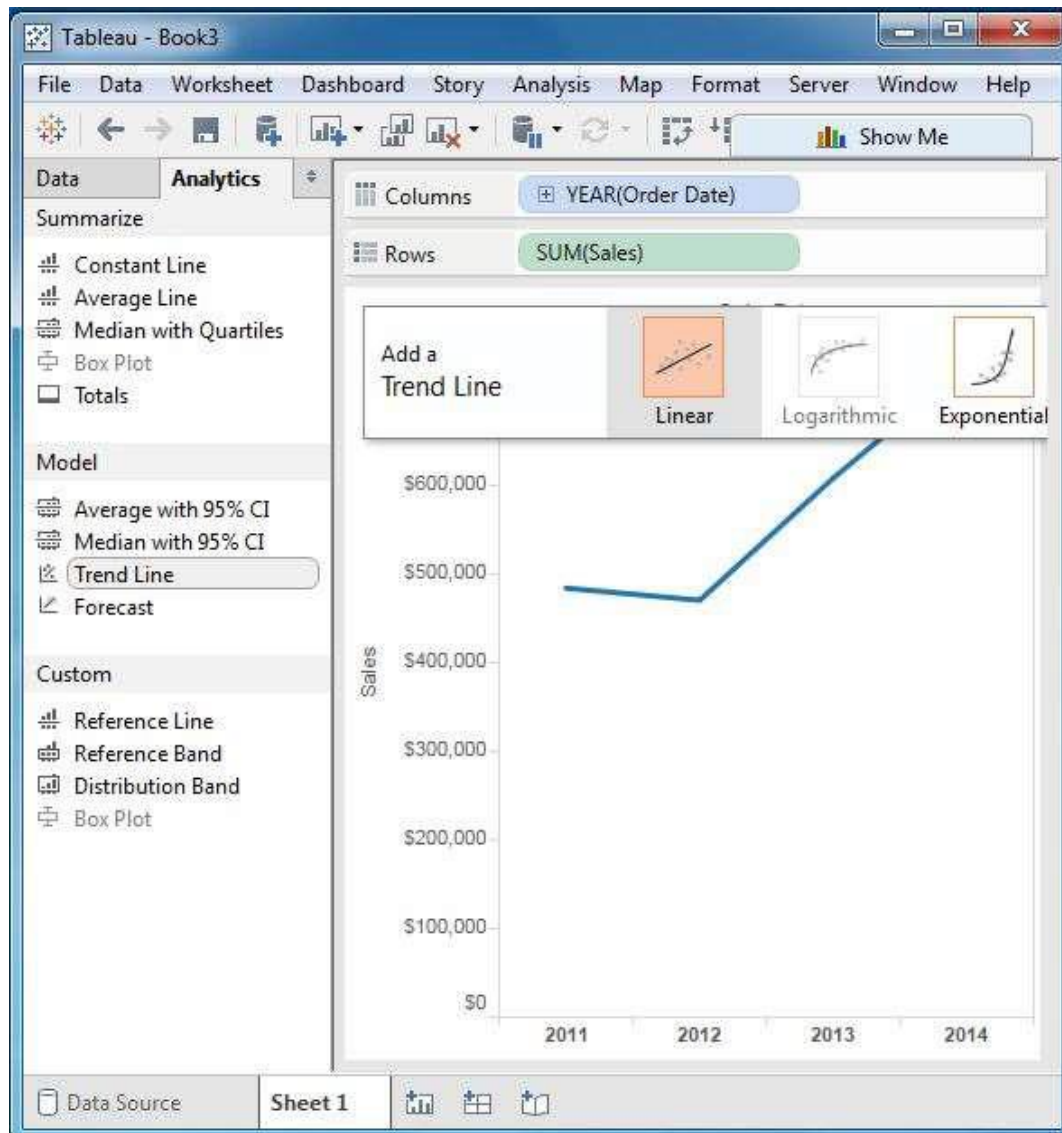 Tableau - Book3
File Data Worksheet Dashboard Story Analysis Map Format Server Window Help
Show Me
Data Analytics
Summarize
Constant Line
Average Line
Median with Quartiles
Box Plot
Totals
Model
Average with 95% CI
Median with 95% CI
Trend Line
Forecast
Custom
Reference Line
Reference Band
Distribution Band
Box Plot
Columns YEAR(Order Date)
Rows SUM(Sales)
Add a
Trend Line
Linear Logarithmic Exponential
Sales
$600,000
$500,000
$400,000
$300,000
$200,000
$100,000
$0
2011 2012 2013 2014
Data Source Sheet 1